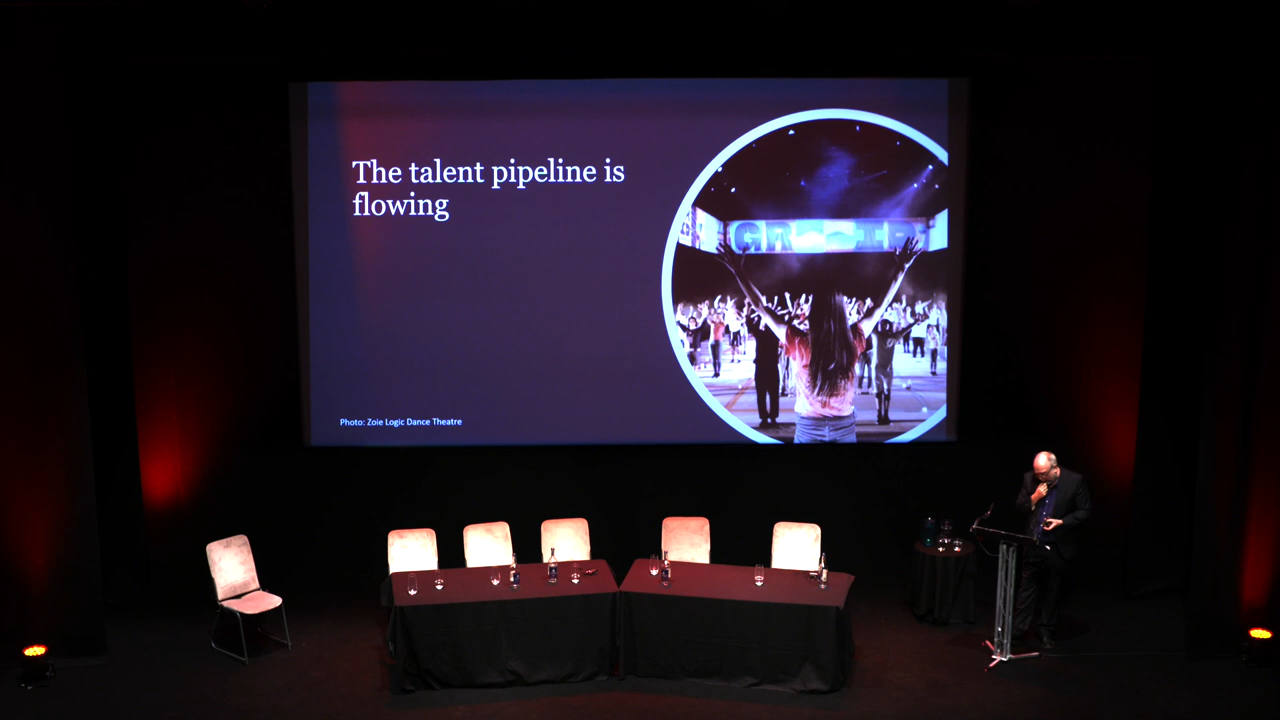 The talent pipeline is
flowing
Photo: Zoie Logic Dance Theatre